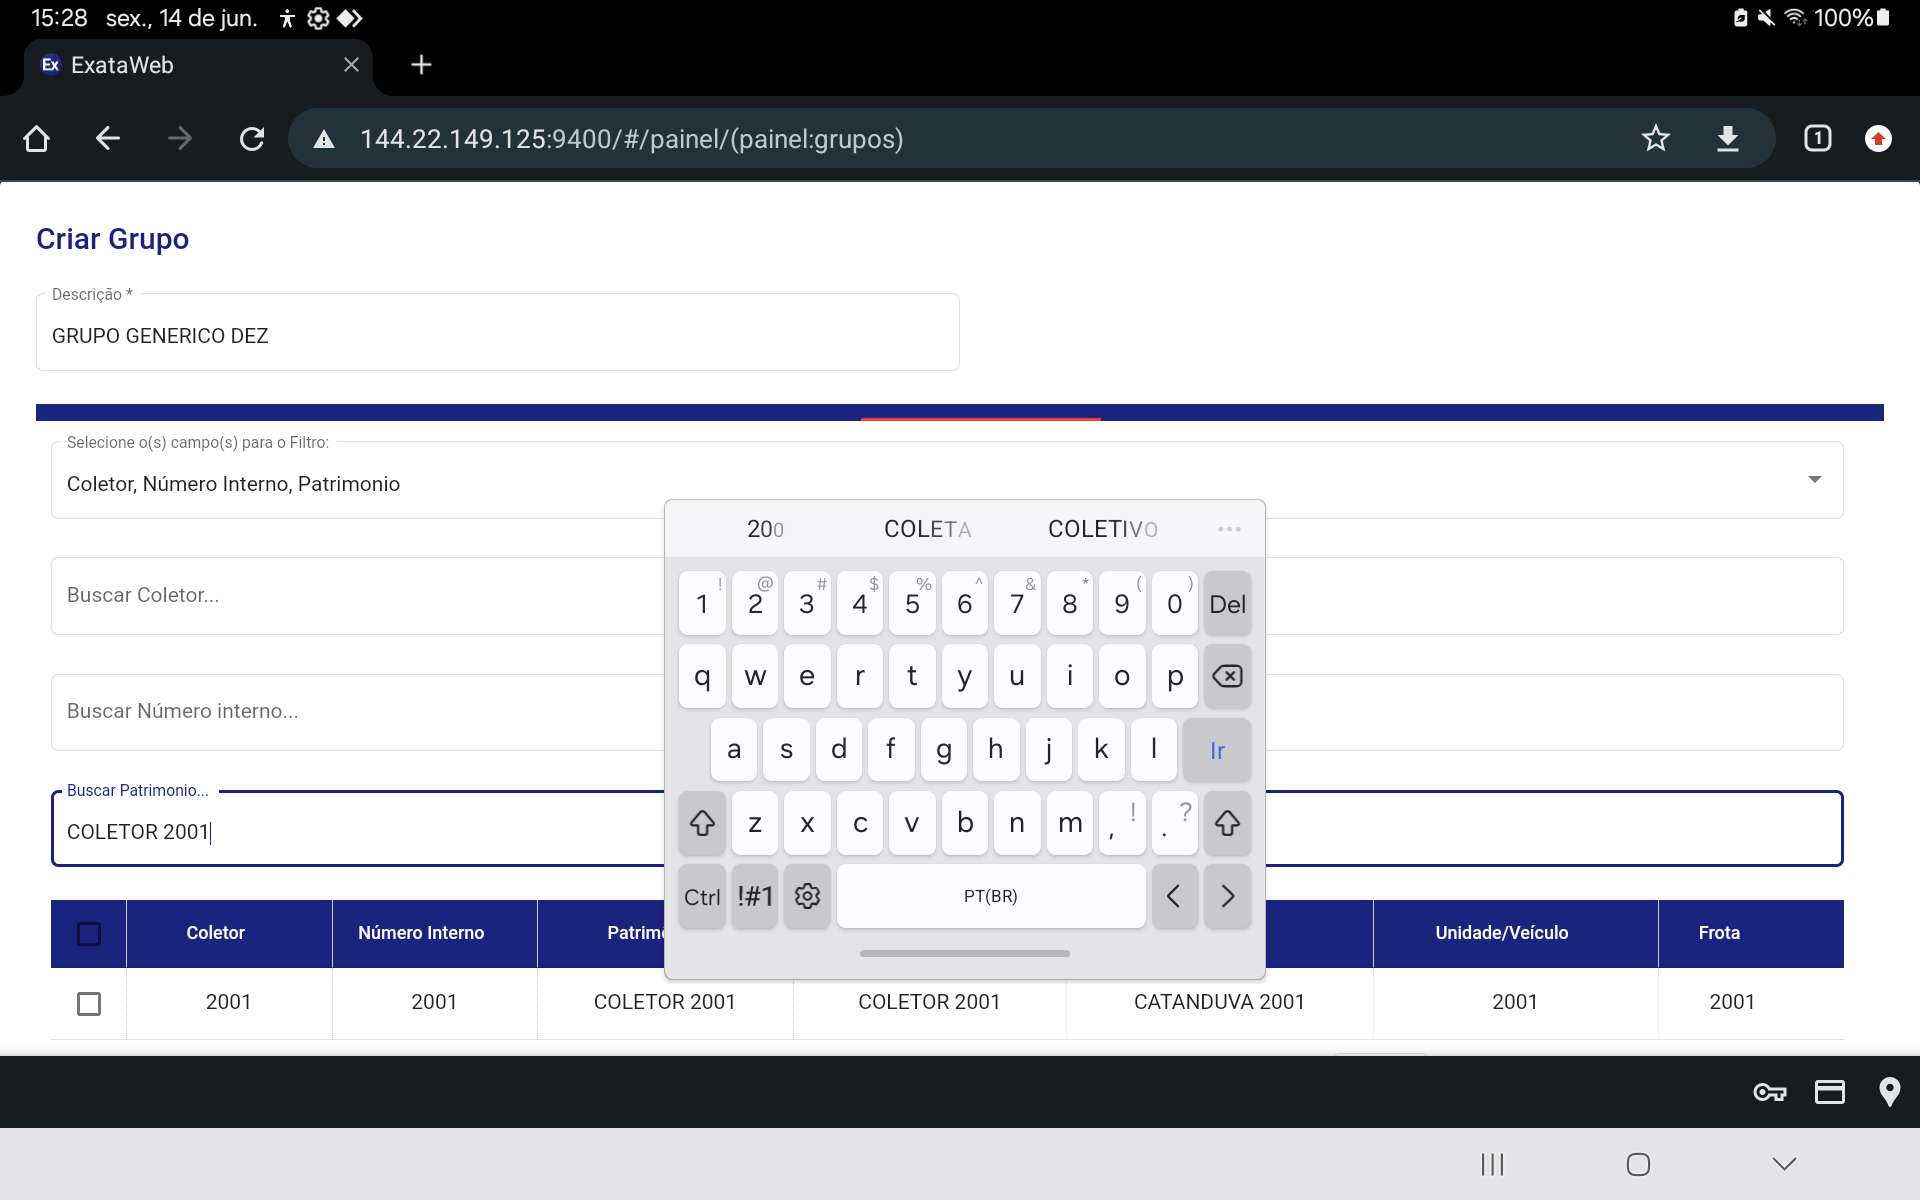 15:28 sex., 14 de jun. 100%
Ex ExataWeb
144.22.149.125:9400/#/painel/(painel:grupos) 1
Criar Grupo
Descrição *
GRUPO GENERICO DEZ
Selecione o(s) campo(s) para o Filtro:
Coletor, Número Interno, Patrimonio
Buscar Coletor...
Buscar Número interno...
Buscar Patrimonio...
COLETOR 2001
200 COLETA COLETIVO
! @ # $ % ^ & * ( )
1 2 3 4 5 6 7 8 9 0 Del
q w e r t y u i o p
a s d f g h j k l Ir
z x c v b n m , ! . ?
Ctrl !#1 PT(BR) < >
Coletor Número Interno Unidade/Veículo Frota
2001 2001 COLETOR 2001 COLETOR 2001 CATANDUVA 2001 2001 2001